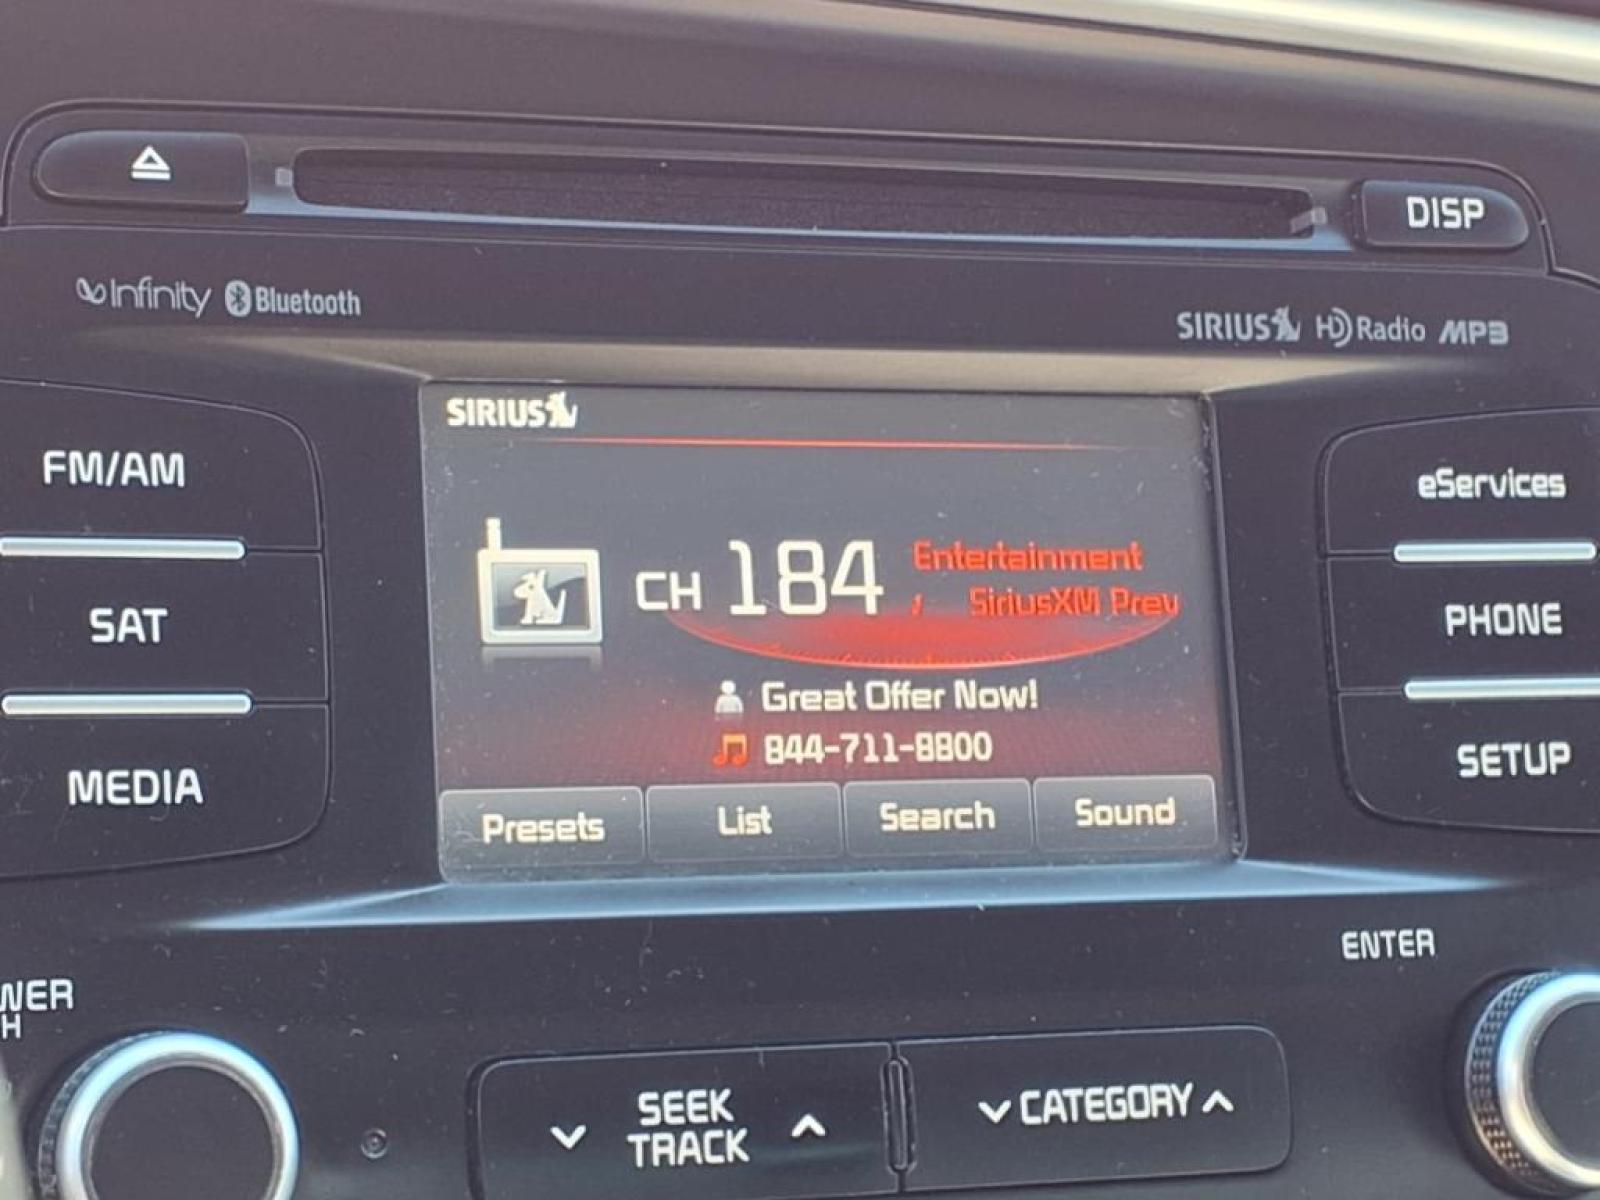 DISP
Infinity Bluetooth
SIRIUS HD Radio MP3
SIRIUS
FM/AM
eServices
CH 184 Entertainment
SiriusXM Prev
SAT
PHONE
Great Offer Now!
844-711-8800
MEDIA
SETUP
Presets List Search Sound
ENTER
WER
H
SEEK
TRACK
CATEGORY